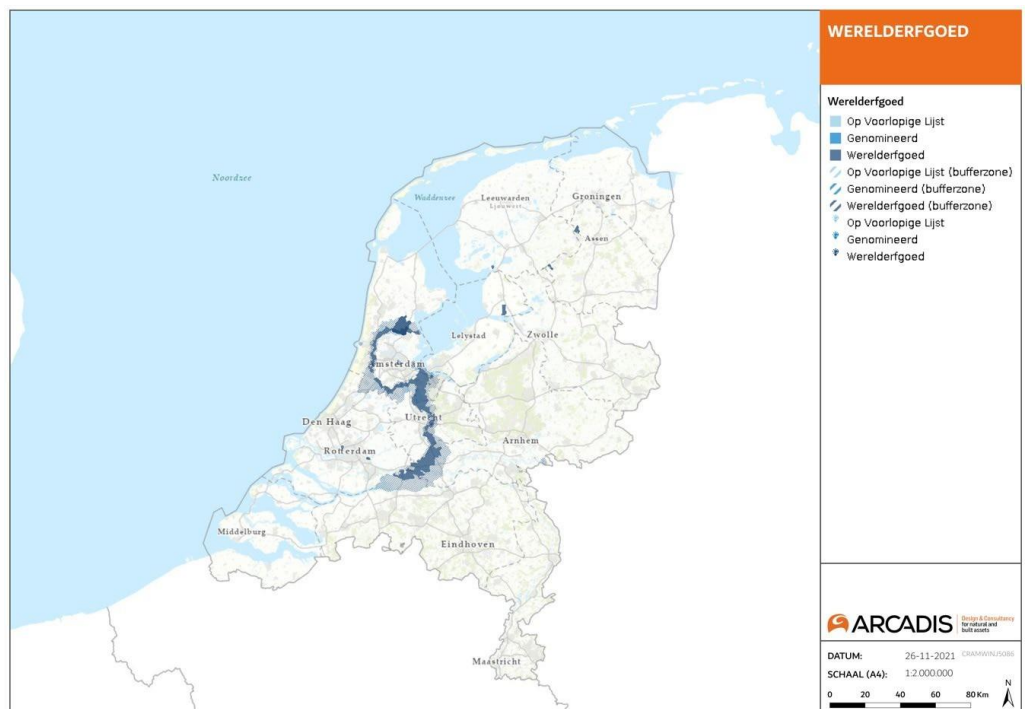 WERELDERFGOED
Werelderfgoed
Op Voorlopige Lijst
Genomineerd
Werelderfgoed
Op Voorlopige Lijst (bufferzone)
Genomineerd (bufferzone)
Werelderfgoed (bufferzone)
Op Voorlopige Lijst
Genomineerd
Werelderfgoed
Noordzee
Waddenzee
Leeuwarden
Ljouwert
Groningen
Assen
Lelystad
Zwolle
Amsterdam
Den Haag
Utrecht
Rotterdam
Arnhem
Middelburg
Eindhoven
Maastricht
ARCADIS
Design & Consultancy
for natural and
built assets
DATUM: 26-11-2021
SCHAAL (A4): 1:2.000.000
N
0 20 40 60 80 Km